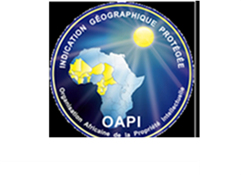 INDICATION GÉOGRAPHIQUE PROTÉGÉE
OAPI
Organisation Africaine de la Propriété Intellectuelle